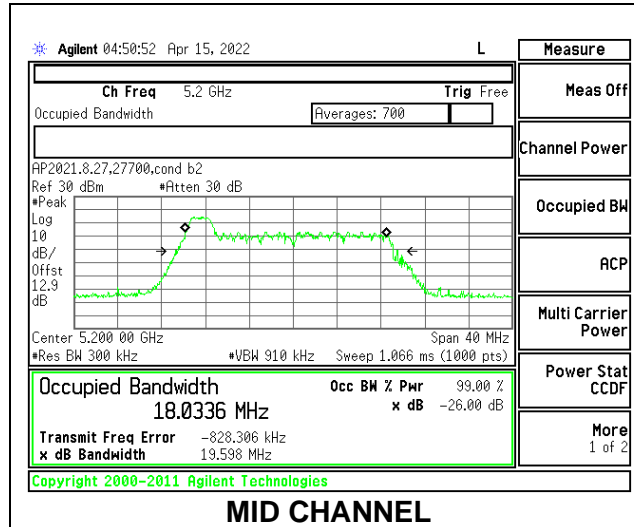 Agilent 04:50:52 Apr 15, 2022 L
Measure
Ch Freq 5.2 GHz Trig Free
Meas Off
Occupied Bandwidth Averages: 700
Channel Power
AP2021.8.27,27700,cond b2
Ref 30 dBm #Atten 30 dB
#Peak
Log
10
dB/
Offst
12.9
dB
Occupied BW
ACP
Multi Carrier
Power
Center 5.200 00 GHz Span 40 MHz
#Res BW 300 kHz #VBW 910 kHz Sweep 1.066 ms (1000 pts)
Power Stat
CCDF
Occupied Bandwidth Occ BW % Pwr 99.00 %
18.0336 MHz x dB -26.00 dB
Transmit Freq Error -828.306 kHz
x dB Bandwidth 19.598 MHz
More
1 of 2
Copyright 2000-2011 Agilent Technologies
MID CHANNEL